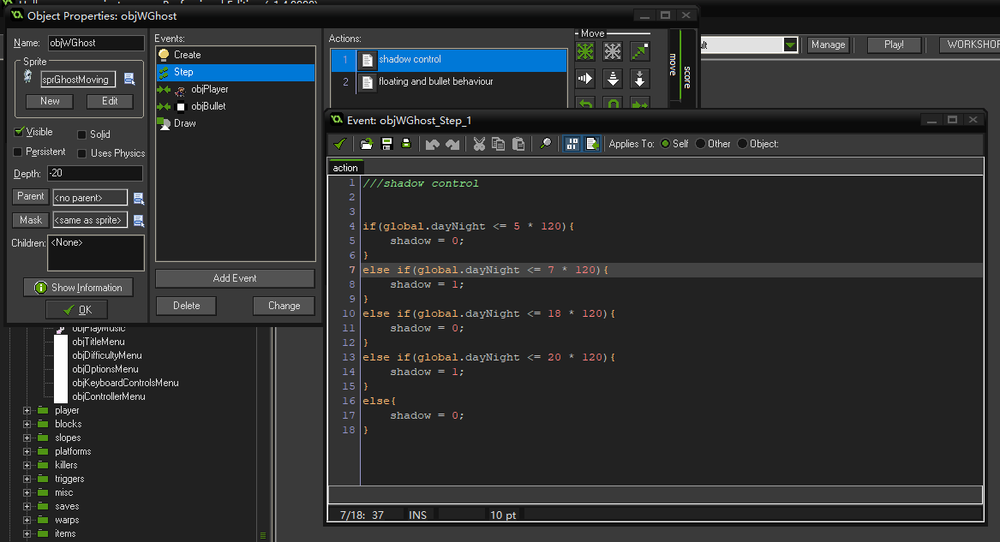 Object Properties: objWGhost
Name: objWGhost
Sprite
sprGhostMoving
New Edit
Visible Solid
Persistent Uses Physics
Depth: -20
Parent <no parent>
Mask <same as sprite>
Children: <None>
Show Information
OK
Events:
Create
Step
objPlayer
objBullet
Draw
Add Event
Delete Change
Actions:
1 shadow control
2 floating and bullet behaviour
Move
move
score
Manage Play! WORKSHOP
Event: objWGhost_Step_1
Applies To: Self Other Object:
action
1 ///shadow control
2
3
4 if(global.dayNight <= 5 * 120){
5 shadow = 0;
6 }
7 else if(global.dayNight <= 7 * 120){
8 shadow = 1;
9 }
10 else if(global.dayNight <= 18 * 120){
11 shadow = 0;
12 }
13 else if(global.dayNight <= 20 * 120){
14 shadow = 1;
15 }
16 else{
17 shadow = 0;
18 }
7/18: 37 INS 10 pt
objPlayMusic
objTitleMenu
objDifficultyMenu
objOptionsMenu
objKeyboardControlsMenu
objControllerMenu
player
blocks
slopes
platforms
killers
triggers
misc
saves
warps
items